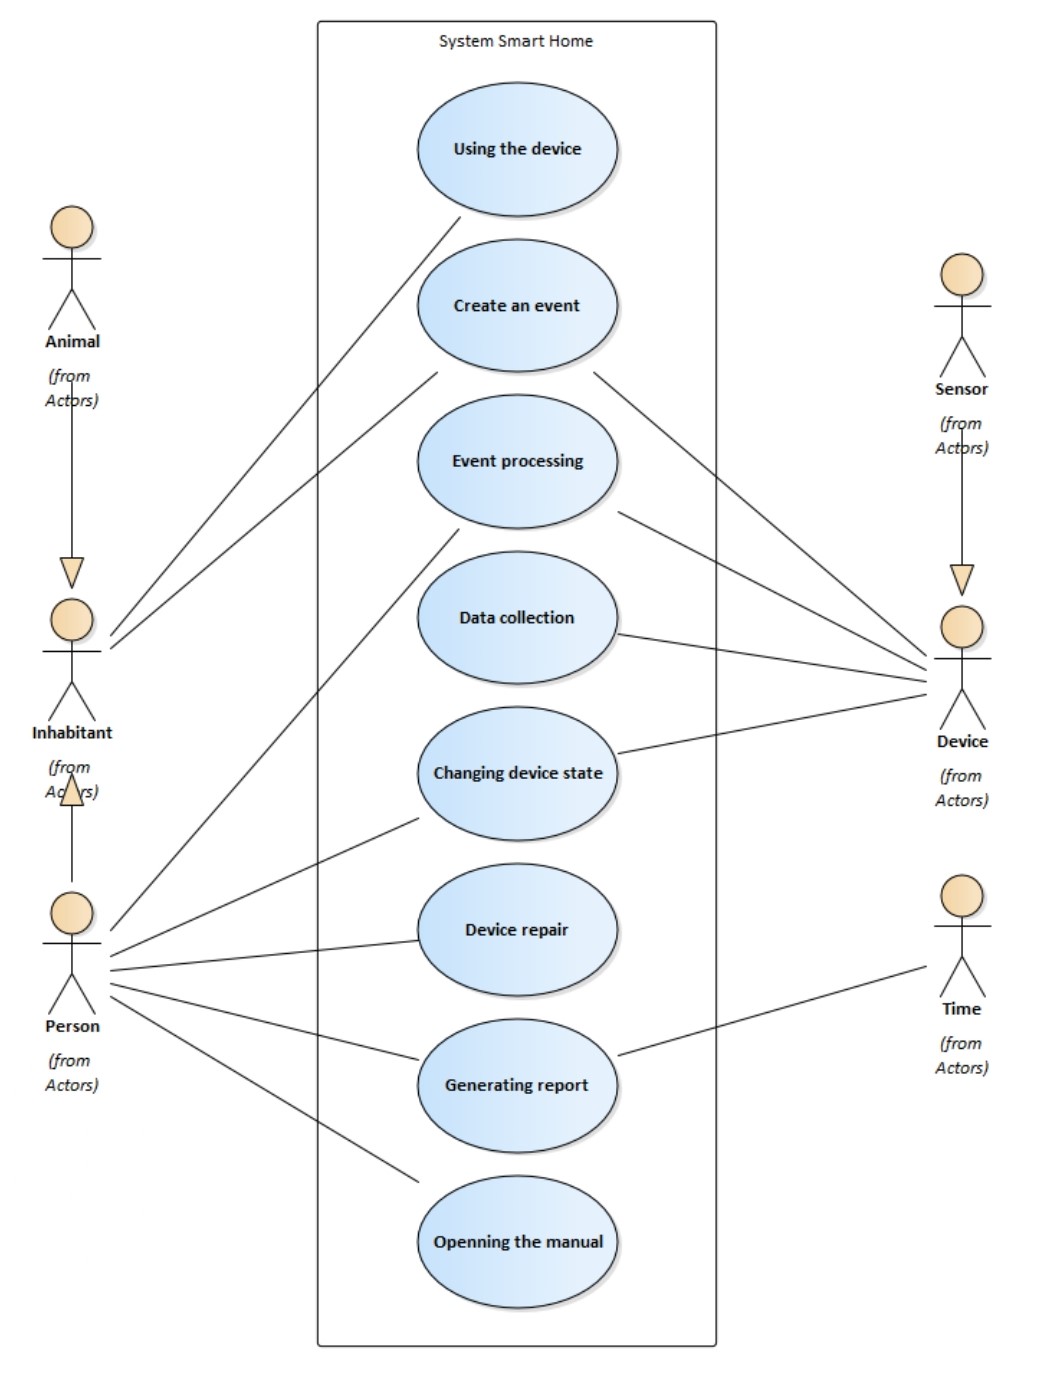 System Smart Home
Using the device
Create an event
Event processing
Data collection
Changing device state
Device repair
Generating report
Openning the manual
Animal
(from
Actors)
Inhabitant
(from
Actors)
Person
(from
Actors)
Sensor
(from
Actors)
Device
(from
Actors)
Time
(from
Actors)